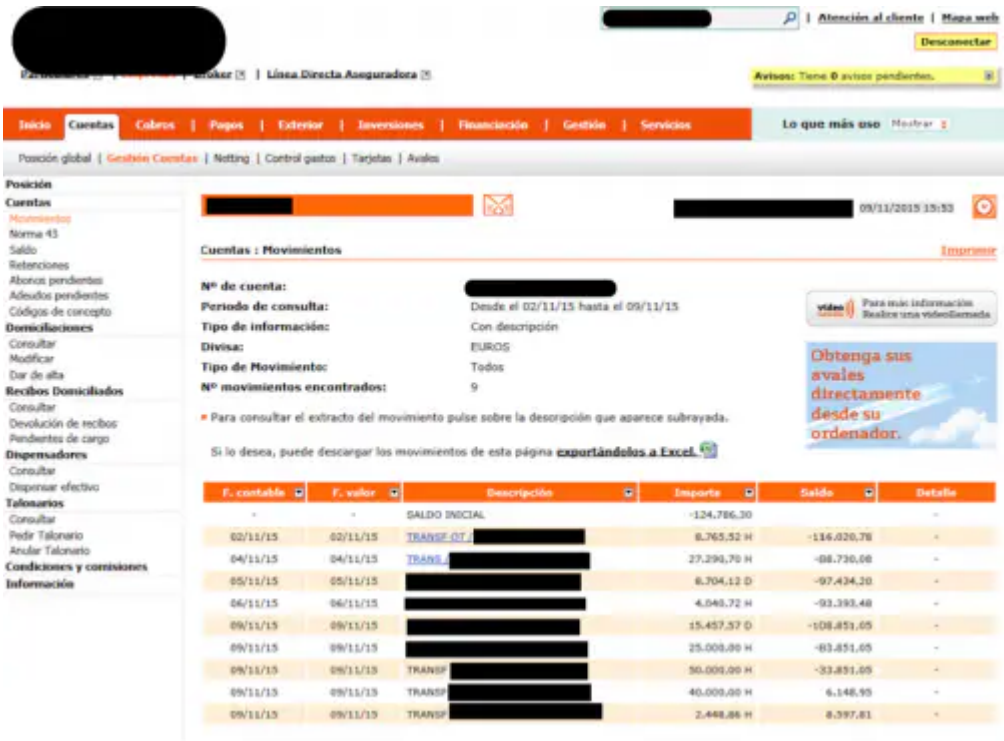 Atención al cliente | Mapa web
Desconectar
Broker | Línea Directa Aseguradora
Avisos: Tiene 0 avisos pendientes.
Inicio Cuentas Cobros | Pagos | Exterior | Inversiones | Financiación | Gestión | Servicios
Lo que más uso Mostrar
Posición global | Gestión Cuentas | Netting | Control gastos | Tarjetas | Avales
Posición
Cuentas
Movimientos
Norma 43
Saldo
Retenciones
Abonos pendientes
Adeudos pendientes
Códigos de concepto
Domiciliaciones
Consultar
Modificar
Dar de alta
Recibos Domiciliados
Consultar
Devolución de recibos
Pendientes de cargo
Dispensadores
Consultar
Dispensar efectivo
Talonarios
Consultar
Pedir Talonario
Anular Talonario
Condiciones y comisiones
Información
09/11/2015 15:53
Cuentas : Movimientos
Imprimir
Nº de cuenta:
Periodo de consulta: Desde el 02/11/15 hasta el 09/11/15
Tipo de información: Con descripción
Divisa: EUROS
Tipo de Movimiento: Todos
Nº movimientos encontrados: 9
video
Para más información
Realice una videollamada
Obtenga sus
avales
directamente
desde su
ordenador.
Para consultar el extracto del movimiento pulse sobre la descripción que aparece subrayada.
Si lo desea, puede descargar los movimientos de esta página exportándolos a Excel.
F. contable F. valor Descripción Importe Saldo Detalle
- - SALDO INICIAL -124.786,30 -
02/11/15 02/11/15 TRANSF OT / 8.765,52 H -116.020,78 -
04/11/15 04/11/15 TRANS / 27.290,70 H -88.730,08 -
05/11/15 05/11/15 8.704,12 D -97.434,20 -
06/11/15 06/11/15 4.040,72 H -93.393,48 -
09/11/15 09/11/15 15.457,57 D -108.851,05 -
09/11/15 09/11/15 25.000,00 H -83.851,05 -
09/11/15 09/11/15 TRANSF 50.000,00 H -33.851,05 -
09/11/15 09/11/15 TRANSF 40.000,00 H 6.148,95 -
09/11/15 09/11/15 TRANSF 2.448,86 H 8.597,81 -